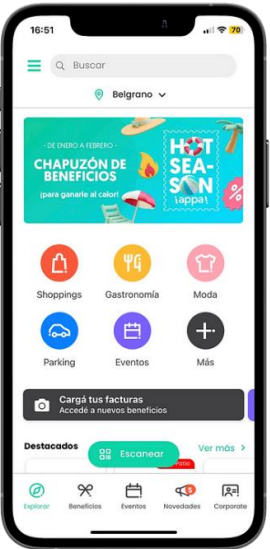 16:51
70
Buscar
Belgrano
- DE ENERO A FEBRERO -
CHAPUZÓN DE
BENEFICIOS
¡para ganarle al calor!
HOT
SEA-
SON
¡appa!
%
Shoppings
Gastronomía
Moda
Parking
Eventos
Más
Cargá tus facturas
Accedé a nuevos beneficios
Destacados
Escanear
Patio
Ver más >
Explorar
Beneficios
Eventos
Novedades
Corporate